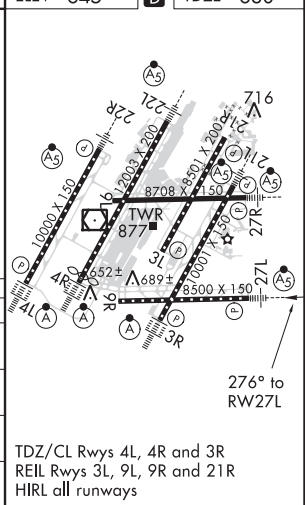 D
716
A5
A5
A5
22R
22L
21R
21L
A5
P
P
12003 X 200
8501 X 200
10000 X 150
8708 X 150
P
9L
TWR
877
27R
P
P
3L
P
10001 X 150
652 ±
689 ±
4R
4L
9R
8500 X 150
27L
A5
A
A
A
P
P
3R
276° to
RW27L
TDZ/CL Rwys 4L, 4R and 3R
REIL Rwys 3L, 9L, 9R and 21R
HIRL all runways